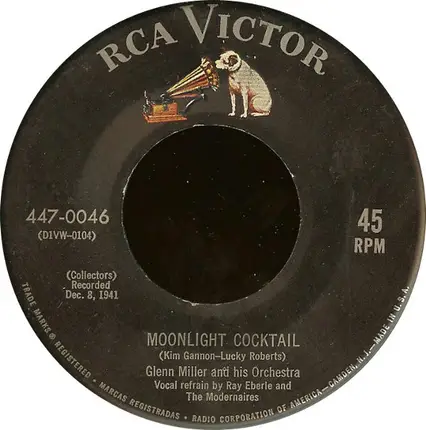 RCA VICTOR
447-0046
(D1VW-0104)
45
RPM
(Collectors)
Recorded
Dec. 8, 1941
MOONLIGHT COCKTAIL
(Kim Gannon-Lucky Roberts)
Glenn Miller and his Orchestra
Vocal refrain by Ray Eberle and
The Modernaires
TRADE MARKS ® REGISTERED • MARCAS REGISTRADAS • RADIO CORPORATION OF AMERICA-CAMDEN, N.J.-MADE IN U.S.A.